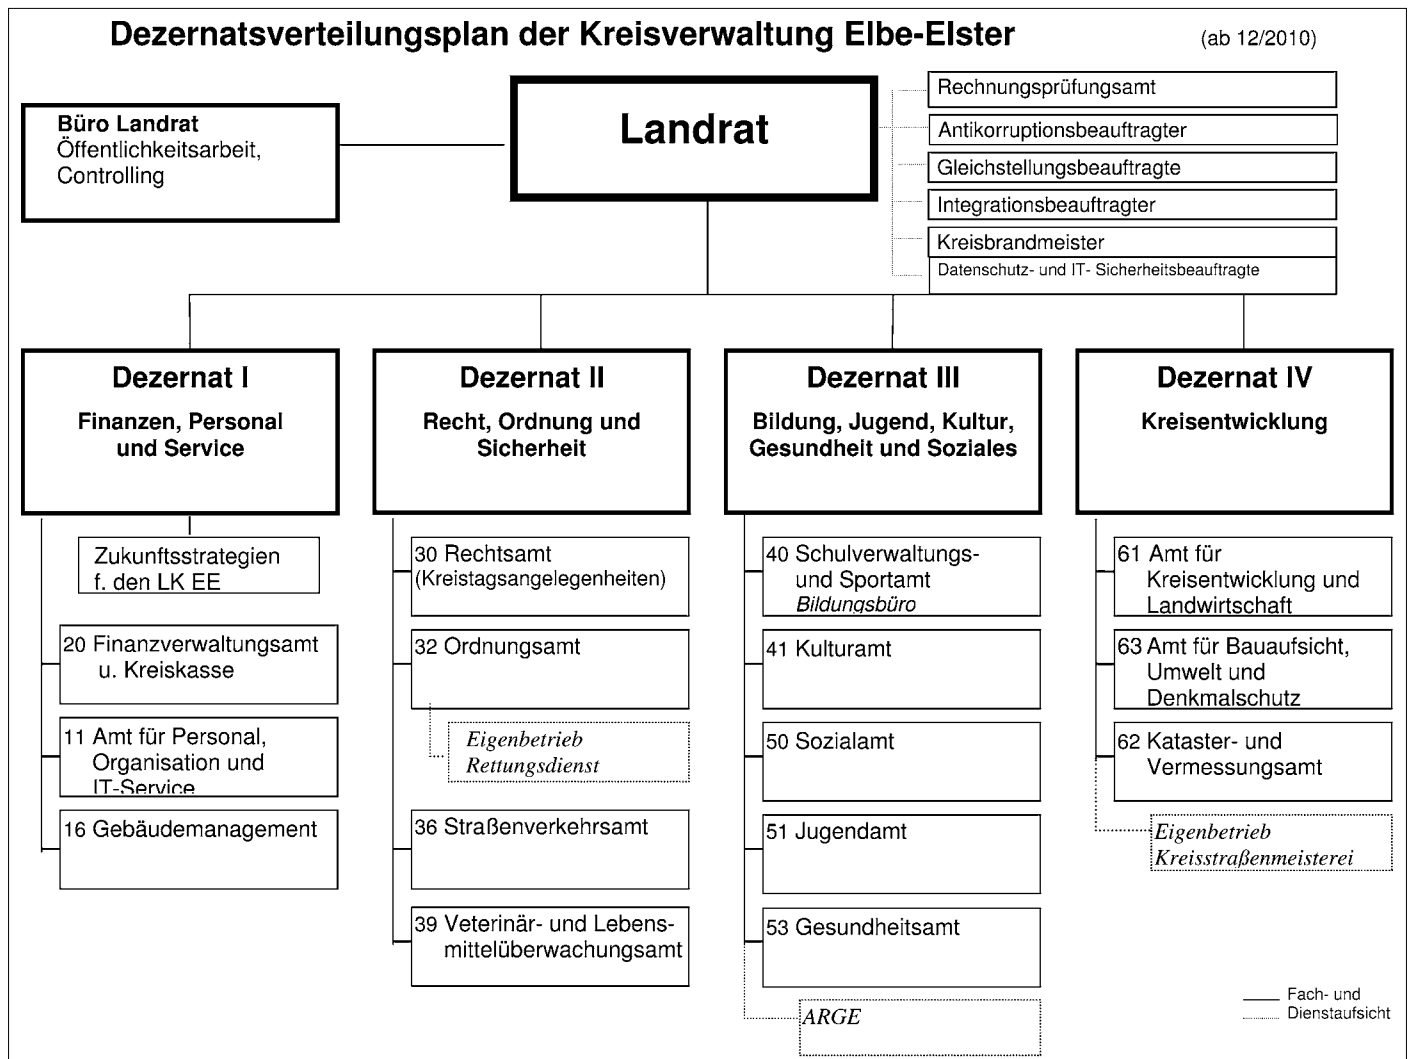 Dezernatsverteilungsplan der Kreisverwaltung Elbe-Elster
(ab 12/2010)
Büro Landrat
Öffentlichkeitsarbeit,
Controlling
Landrat
Rechnungsprüfungsamt
Antikorruptionsbeauftragter
Gleichstellungsbeauftragte
Integrationsbeauftragter
Kreisbrandmeister
Datenschutz- und IT- Sicherheitsbeauftragte
Dezernat I
Finanzen, Personal
und Service
Zukunftsstrategien
f. den LK EE
20 Finanzverwaltungsamt
u. Kreiskasse
11 Amt für Personal,
Organisation und
IT-Service
16 Gebäudemanagement
Dezernat II
Recht, Ordnung und
Sicherheit
30 Rechtsamt
(Kreistagsangelegenheiten)
32 Ordnungsamt
Eigenbetrieb
Rettungsdienst
36 Straßenverkehrsamt
39 Veterinär- und Lebens-
mittelüberwachungsamt
Dezernat III
Bildung, Jugend, Kultur,
Gesundheit und Soziales
40 Schulverwaltungs-
und Sportamt
Bildungsbüro
41 Kulturamt
50 Sozialamt
51 Jugendamt
53 Gesundheitsamt
ARGE
Dezernat IV
Kreisentwicklung
61 Amt für
Kreisentwicklung und
Landwirtschaft
63 Amt für Bauaufsicht,
Umwelt und
Denkmalschutz
62 Kataster- und
Vermessungsamt
Eigenbetrieb
Kreisstraßenmeisterei
Fach- und
Dienstaufsicht